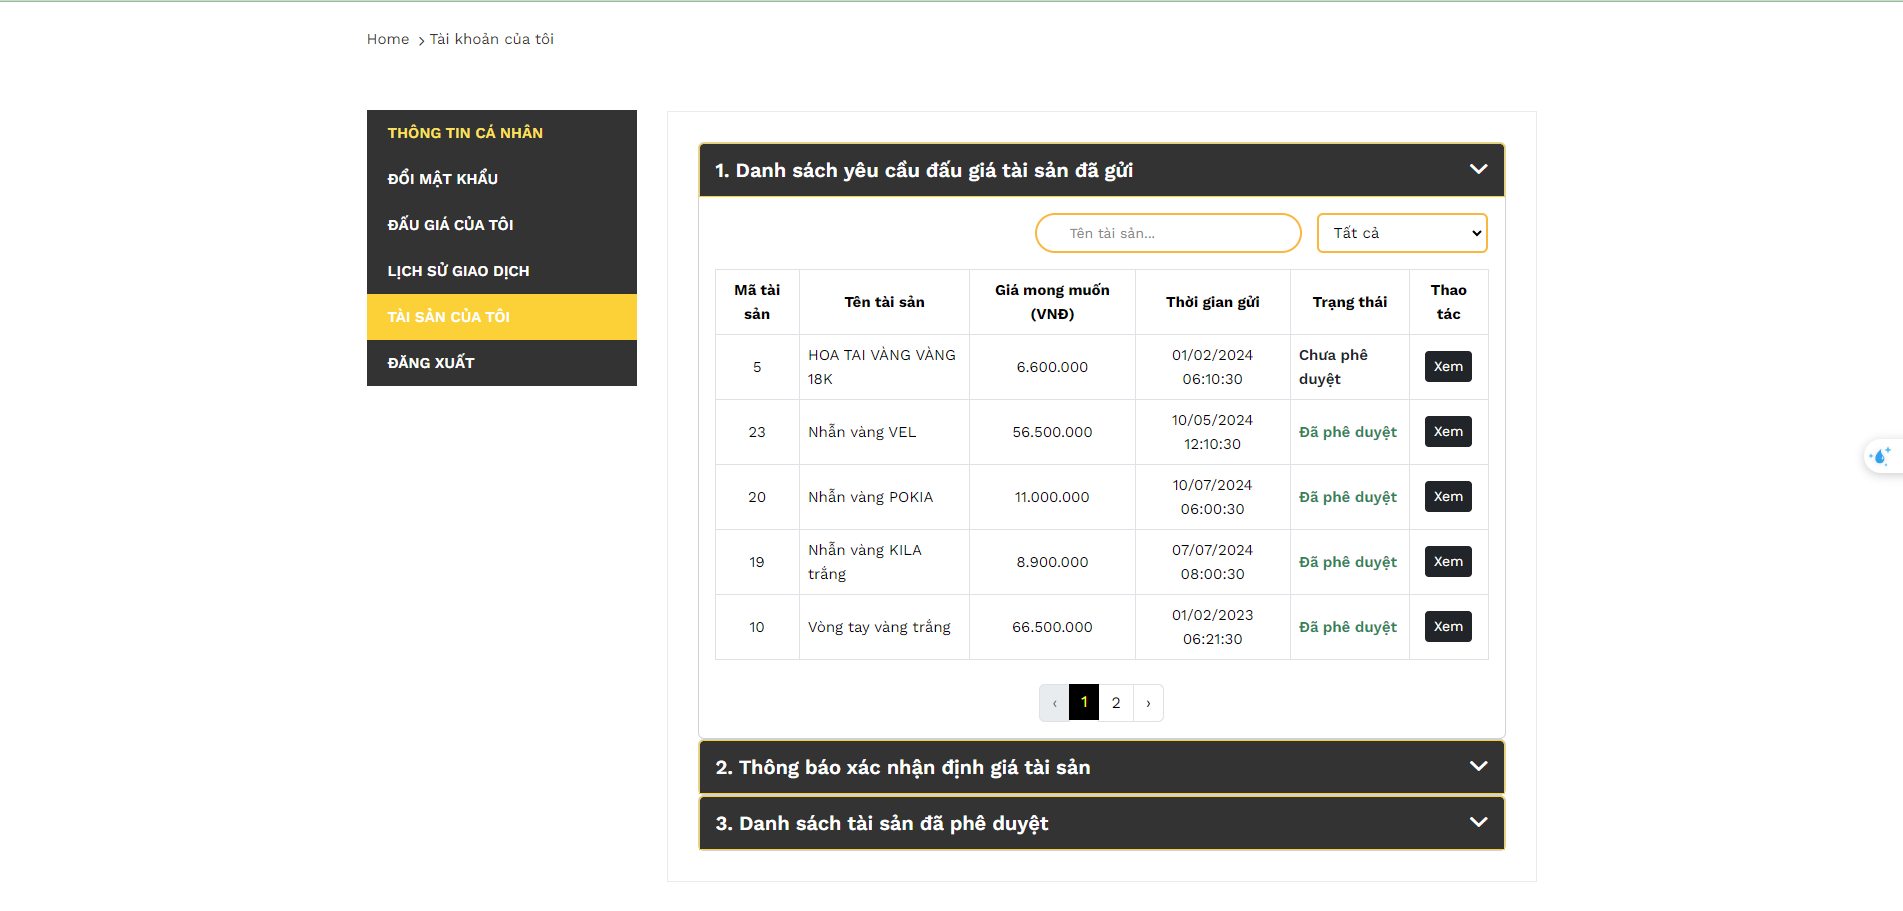 Home > Tài khoản của tôi
THÔNG TIN CÁ NHÂN
ĐỔI MẬT KHẨU
ĐẤU GIÁ CỦA TÔI
LỊCH SỬ GIAO DỊCH
TÀI SẢN CỦA TÔI
ĐĂNG XUẤT
1. Danh sách yêu cầu đấu giá tài sản đã gửi
Tên tài sản... Tất cả
Mã tài sản Tên tài sản Giá mong muốn (VNĐ) Thời gian gửi Trạng thái Thao tác
5 HOA TAI VÀNG VÀNG 18K 6.600.000 01/02/2024 06:10:30 Chưa phê duyệt Xem
23 Nhẫn vàng VEL 56.500.000 10/05/2024 12:10:30 Đã phê duyệt Xem
20 Nhẫn vàng POKIA 11.000.000 10/07/2024 06:00:30 Đã phê duyệt Xem
19 Nhẫn vàng KILA trắng 8.900.000 07/07/2024 08:00:30 Đã phê duyệt Xem
10 Vòng tay vàng trắng 66.500.000 01/02/2023 06:21:30 Đã phê duyệt Xem
‹ 1 2 ›
2. Thông báo xác nhận định giá tài sản
3. Danh sách tài sản đã phê duyệt